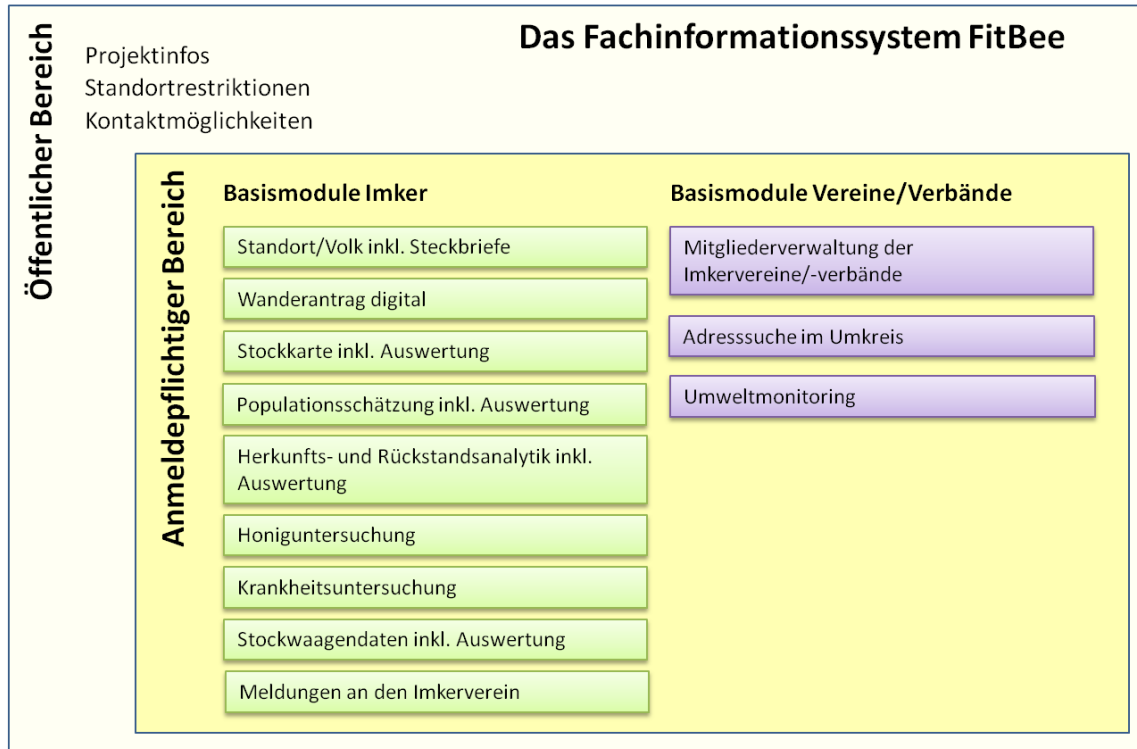 Das Fachinformationssystem FitBee
Öffentlicher Bereich
Projektinfos
Standortrestriktionen
Kontaktmöglichkeiten
Anmeldepflichtiger Bereich
Basismodule Imker
Standort/Volk inkl. Steckbriefe
Wanderantrag digital
Stockkarte inkl. Auswertung
Populationsschätzung inkl. Auswertung
Herkunfts- und Rückstandsanalytik inkl.
Auswertung
Honiguntersuchung
Krankheitsuntersuchung
Stockwaagendaten inkl. Auswertung
Meldungen an den Imkerverein
Basismodule Vereine/Verbände
Mitgliederverwaltung der
Imkervereine/-verbände
Adresssuche im Umkreis
Umweltmonitoring